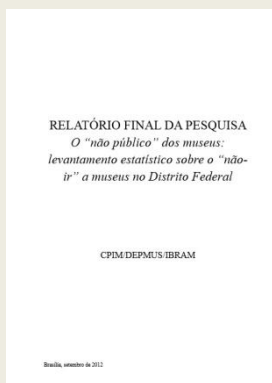 RELATÓRIO FINAL DA PESQUISA
O “não público” dos museus:
levantamento estatístico sobre o “não-
ir” a museus no Distrito Federal
CPIM/DEPMUS/IBRAM
Brasília, setembro de 2012